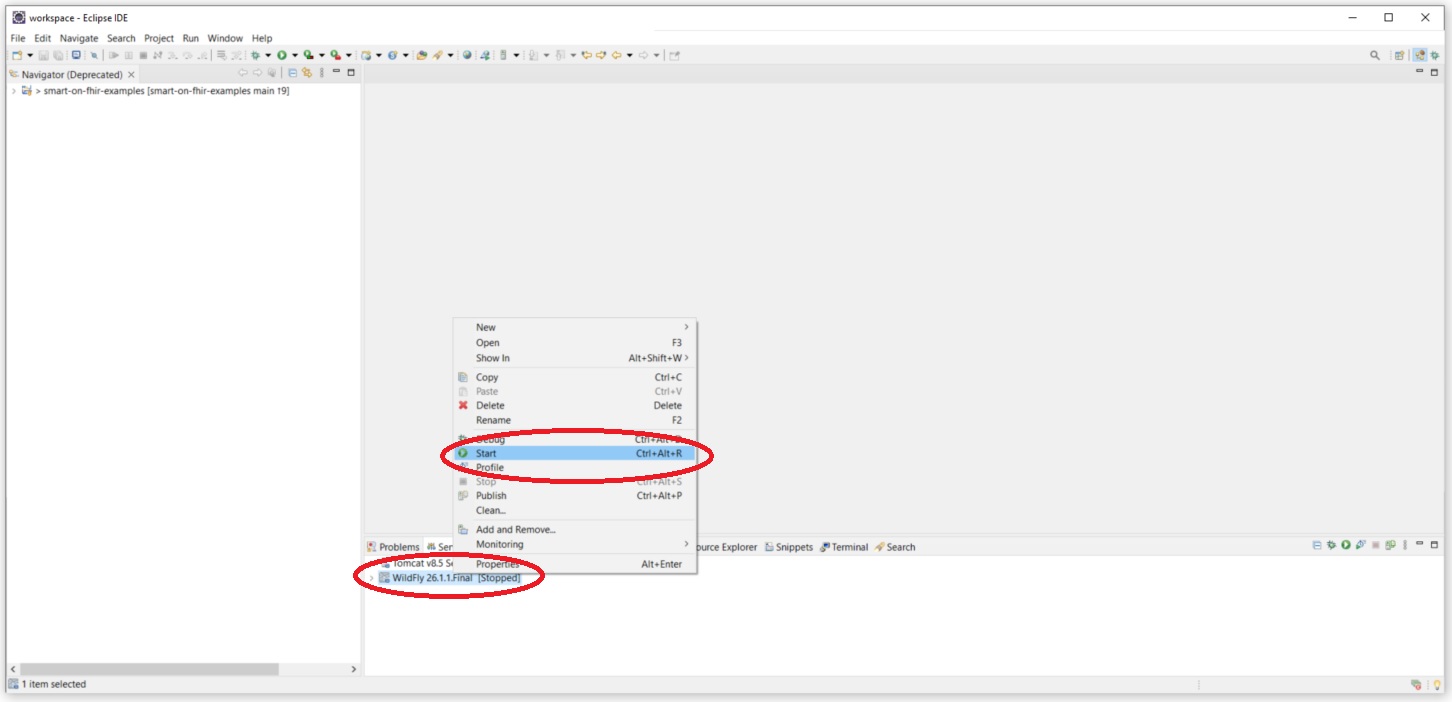 workspace - Eclipse IDE
File Edit Navigate Search Project Run Window Help
Navigator (Deprecated)
> smart-on-fhir-examples [smart-on-fhir-examples main ↑9]
New
Open F3
Show In Alt+Shift+W >
Copy Ctrl+C
Paste Ctrl+V
Delete Delete
Rename F2
Debug Ctrl+Alt+D
Start Ctrl+Alt+R
Profile
Stop Ctrl+Alt+S
Publish Ctrl+Alt+P
Clean...
Add and Remove...
Monitoring
Properties Alt+Enter
Problems Ser ource Explorer Snippets Terminal Search
Tomcat v8.5 Se
WildFly 26.1.1.Final [Stopped]
1 item selected